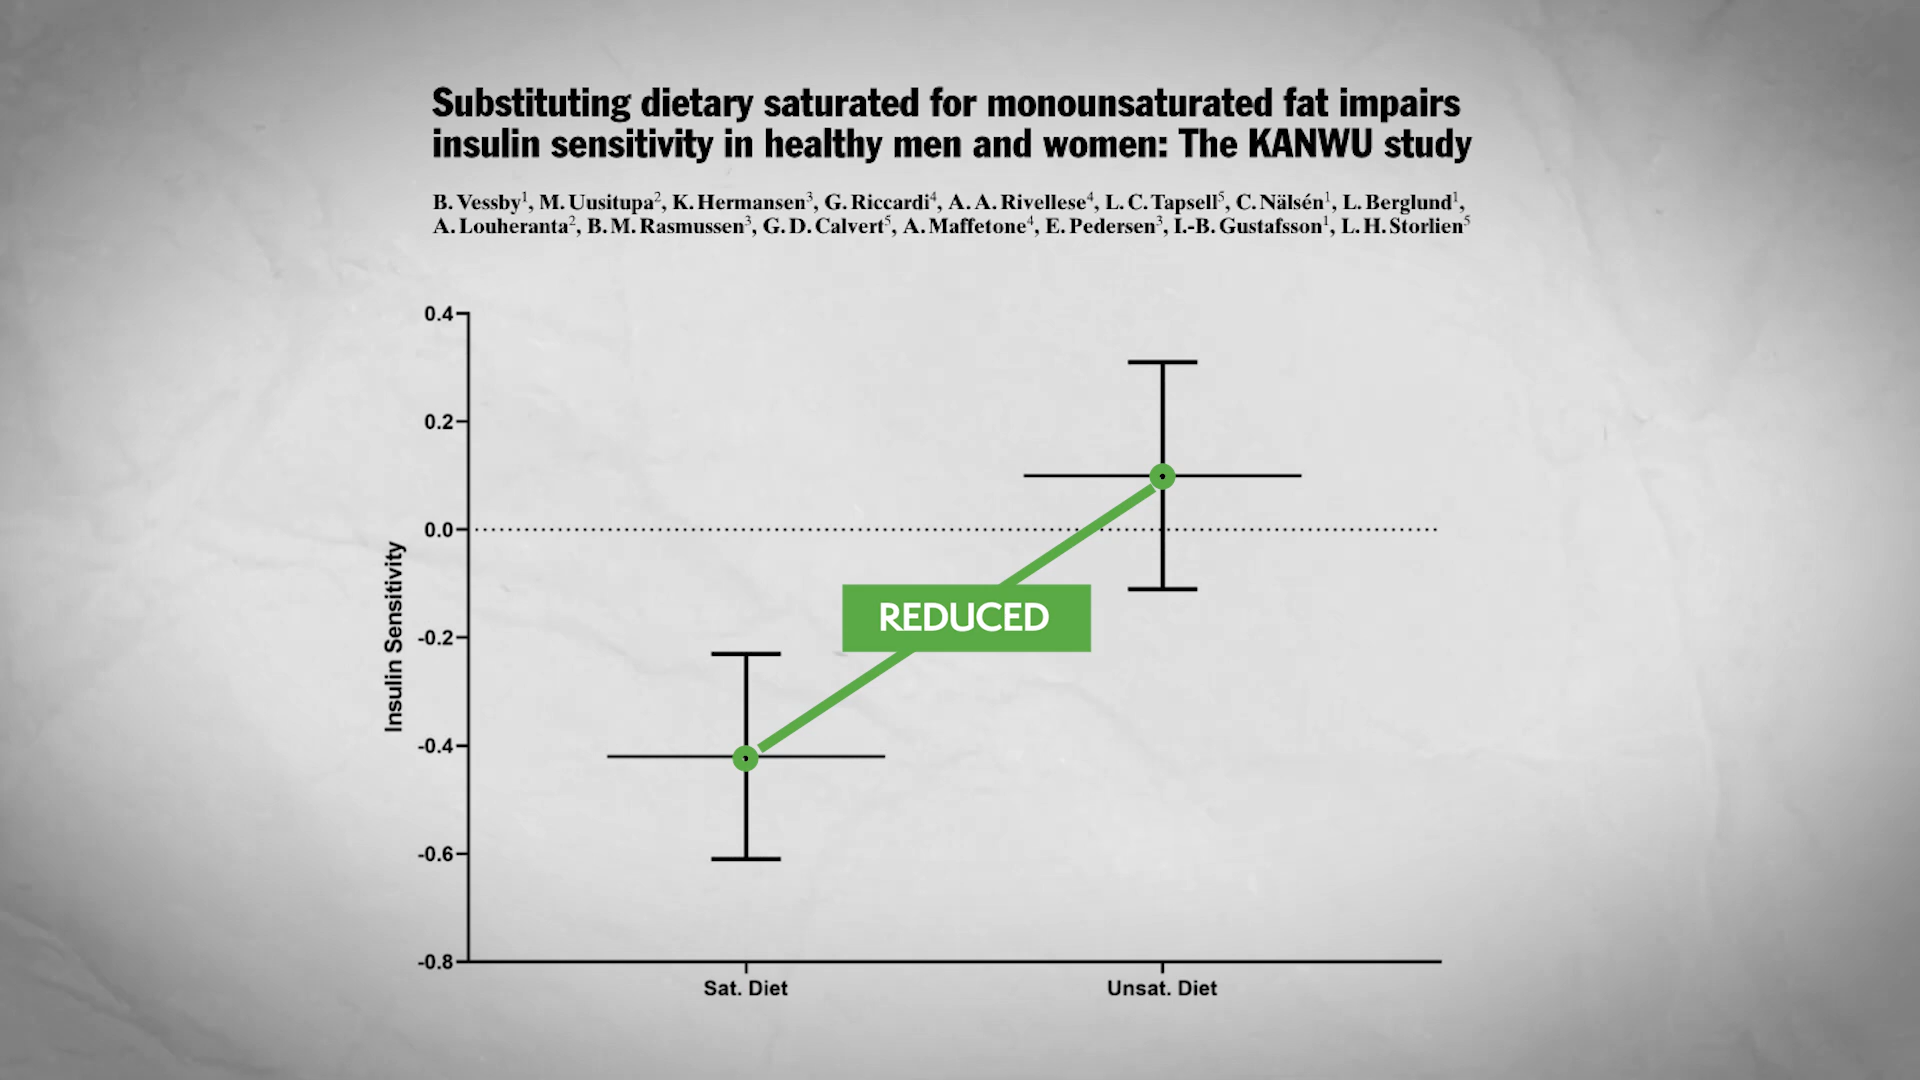 Substituting dietary saturated for monounsaturated fat impairs
insulin sensitivity in healthy men and women: The KANWU study
B. Vessby1, M. Uusitupa2, K. Hermansen3, G. Riccardi4, A. A. Rivellese4, L. C. Tapsell5, C. Nälsén1, L. Berglund1,
A. Louheranta2, B. M. Rasmussen3, G. D. Calvert5, A. Maffetone4, E. Pedersen3, I.-B. Gustafsson1, L. H. Storlien5
0.4
0.2
0.0
-0.2
-0.4
-0.6
-0.8
Insulin Sensitivity
REDUCED
Sat. Diet
Unsat. Diet